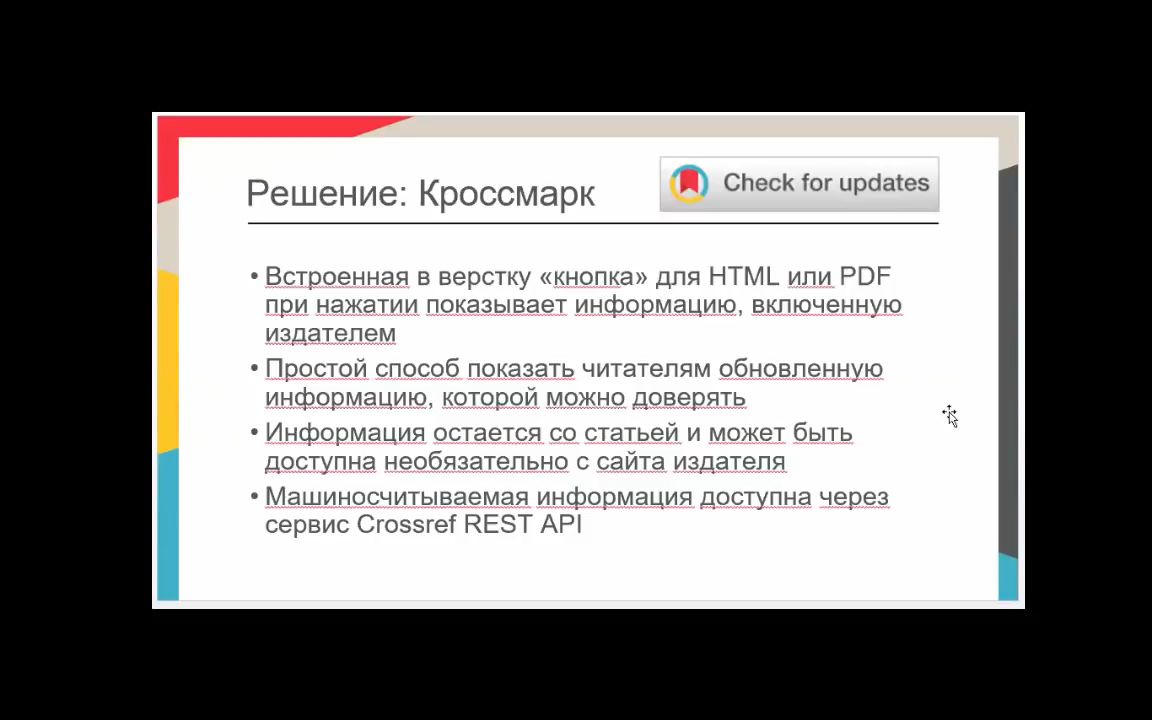 Решение: Кроссмарк
Check for updates
• Встроенная в верстку «кнопка» для HTML или PDF
при нажатии показывает информацию, включенную
издателем
• Простой способ показать читателям обновленную
информацию, которой можно доверять
• Информация остается со статьей и может быть
доступна необязательно с сайта издателя
• Машиносчитываемая информация доступна через
сервис Crossref REST API